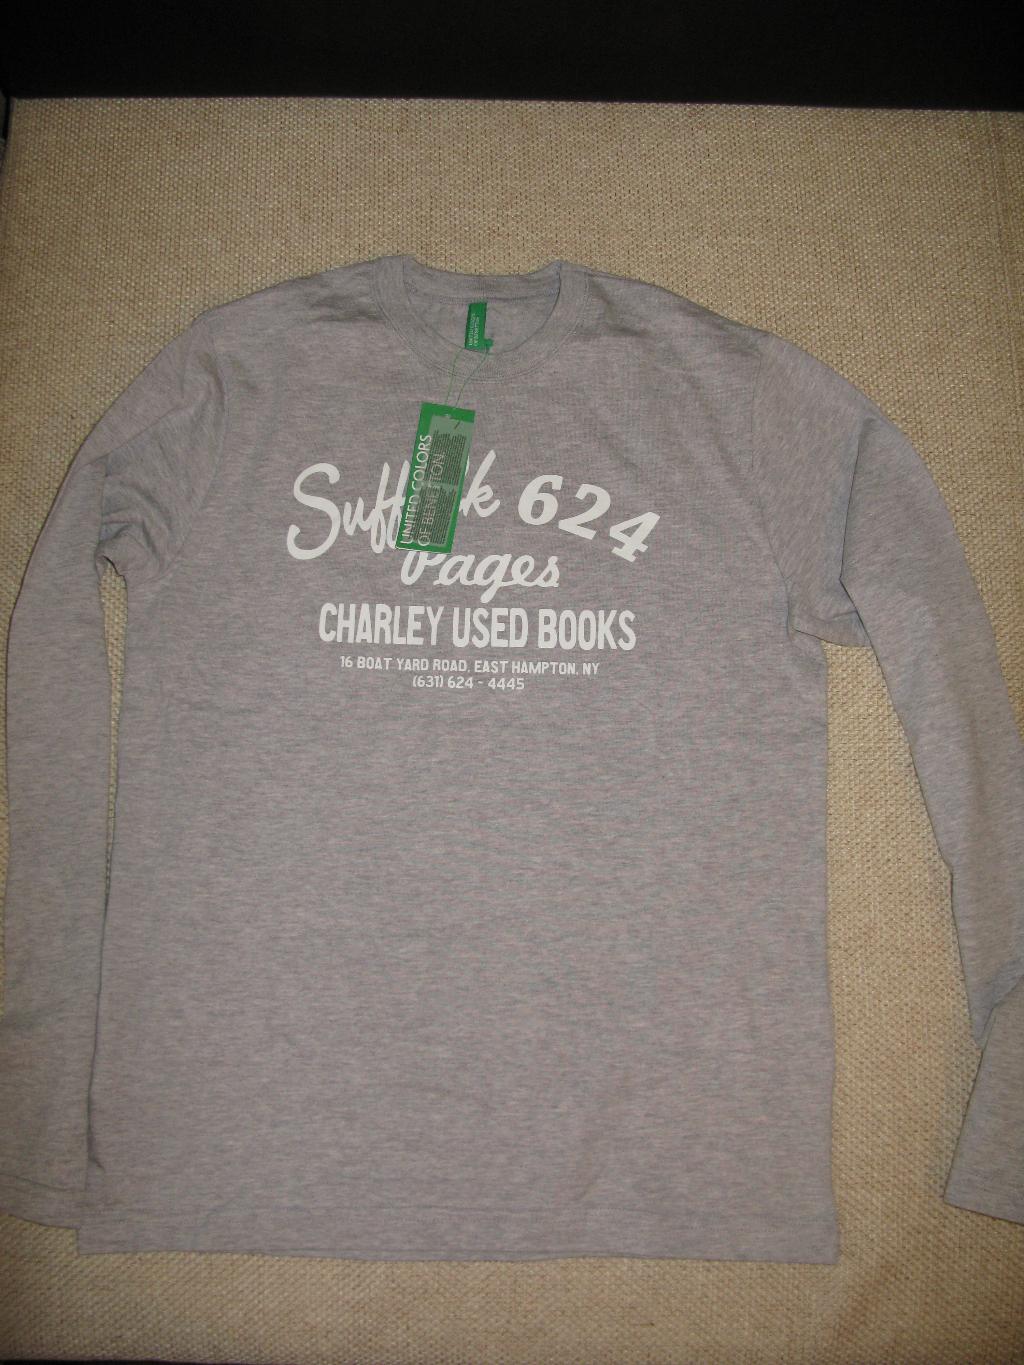 UNITED COLORS
OF BENETTON.
624
Pages
CHARLEY USED BOOKS
16 BOAT YARD ROAD, EAST HAMPTON, NY
(631) 624 - 4445